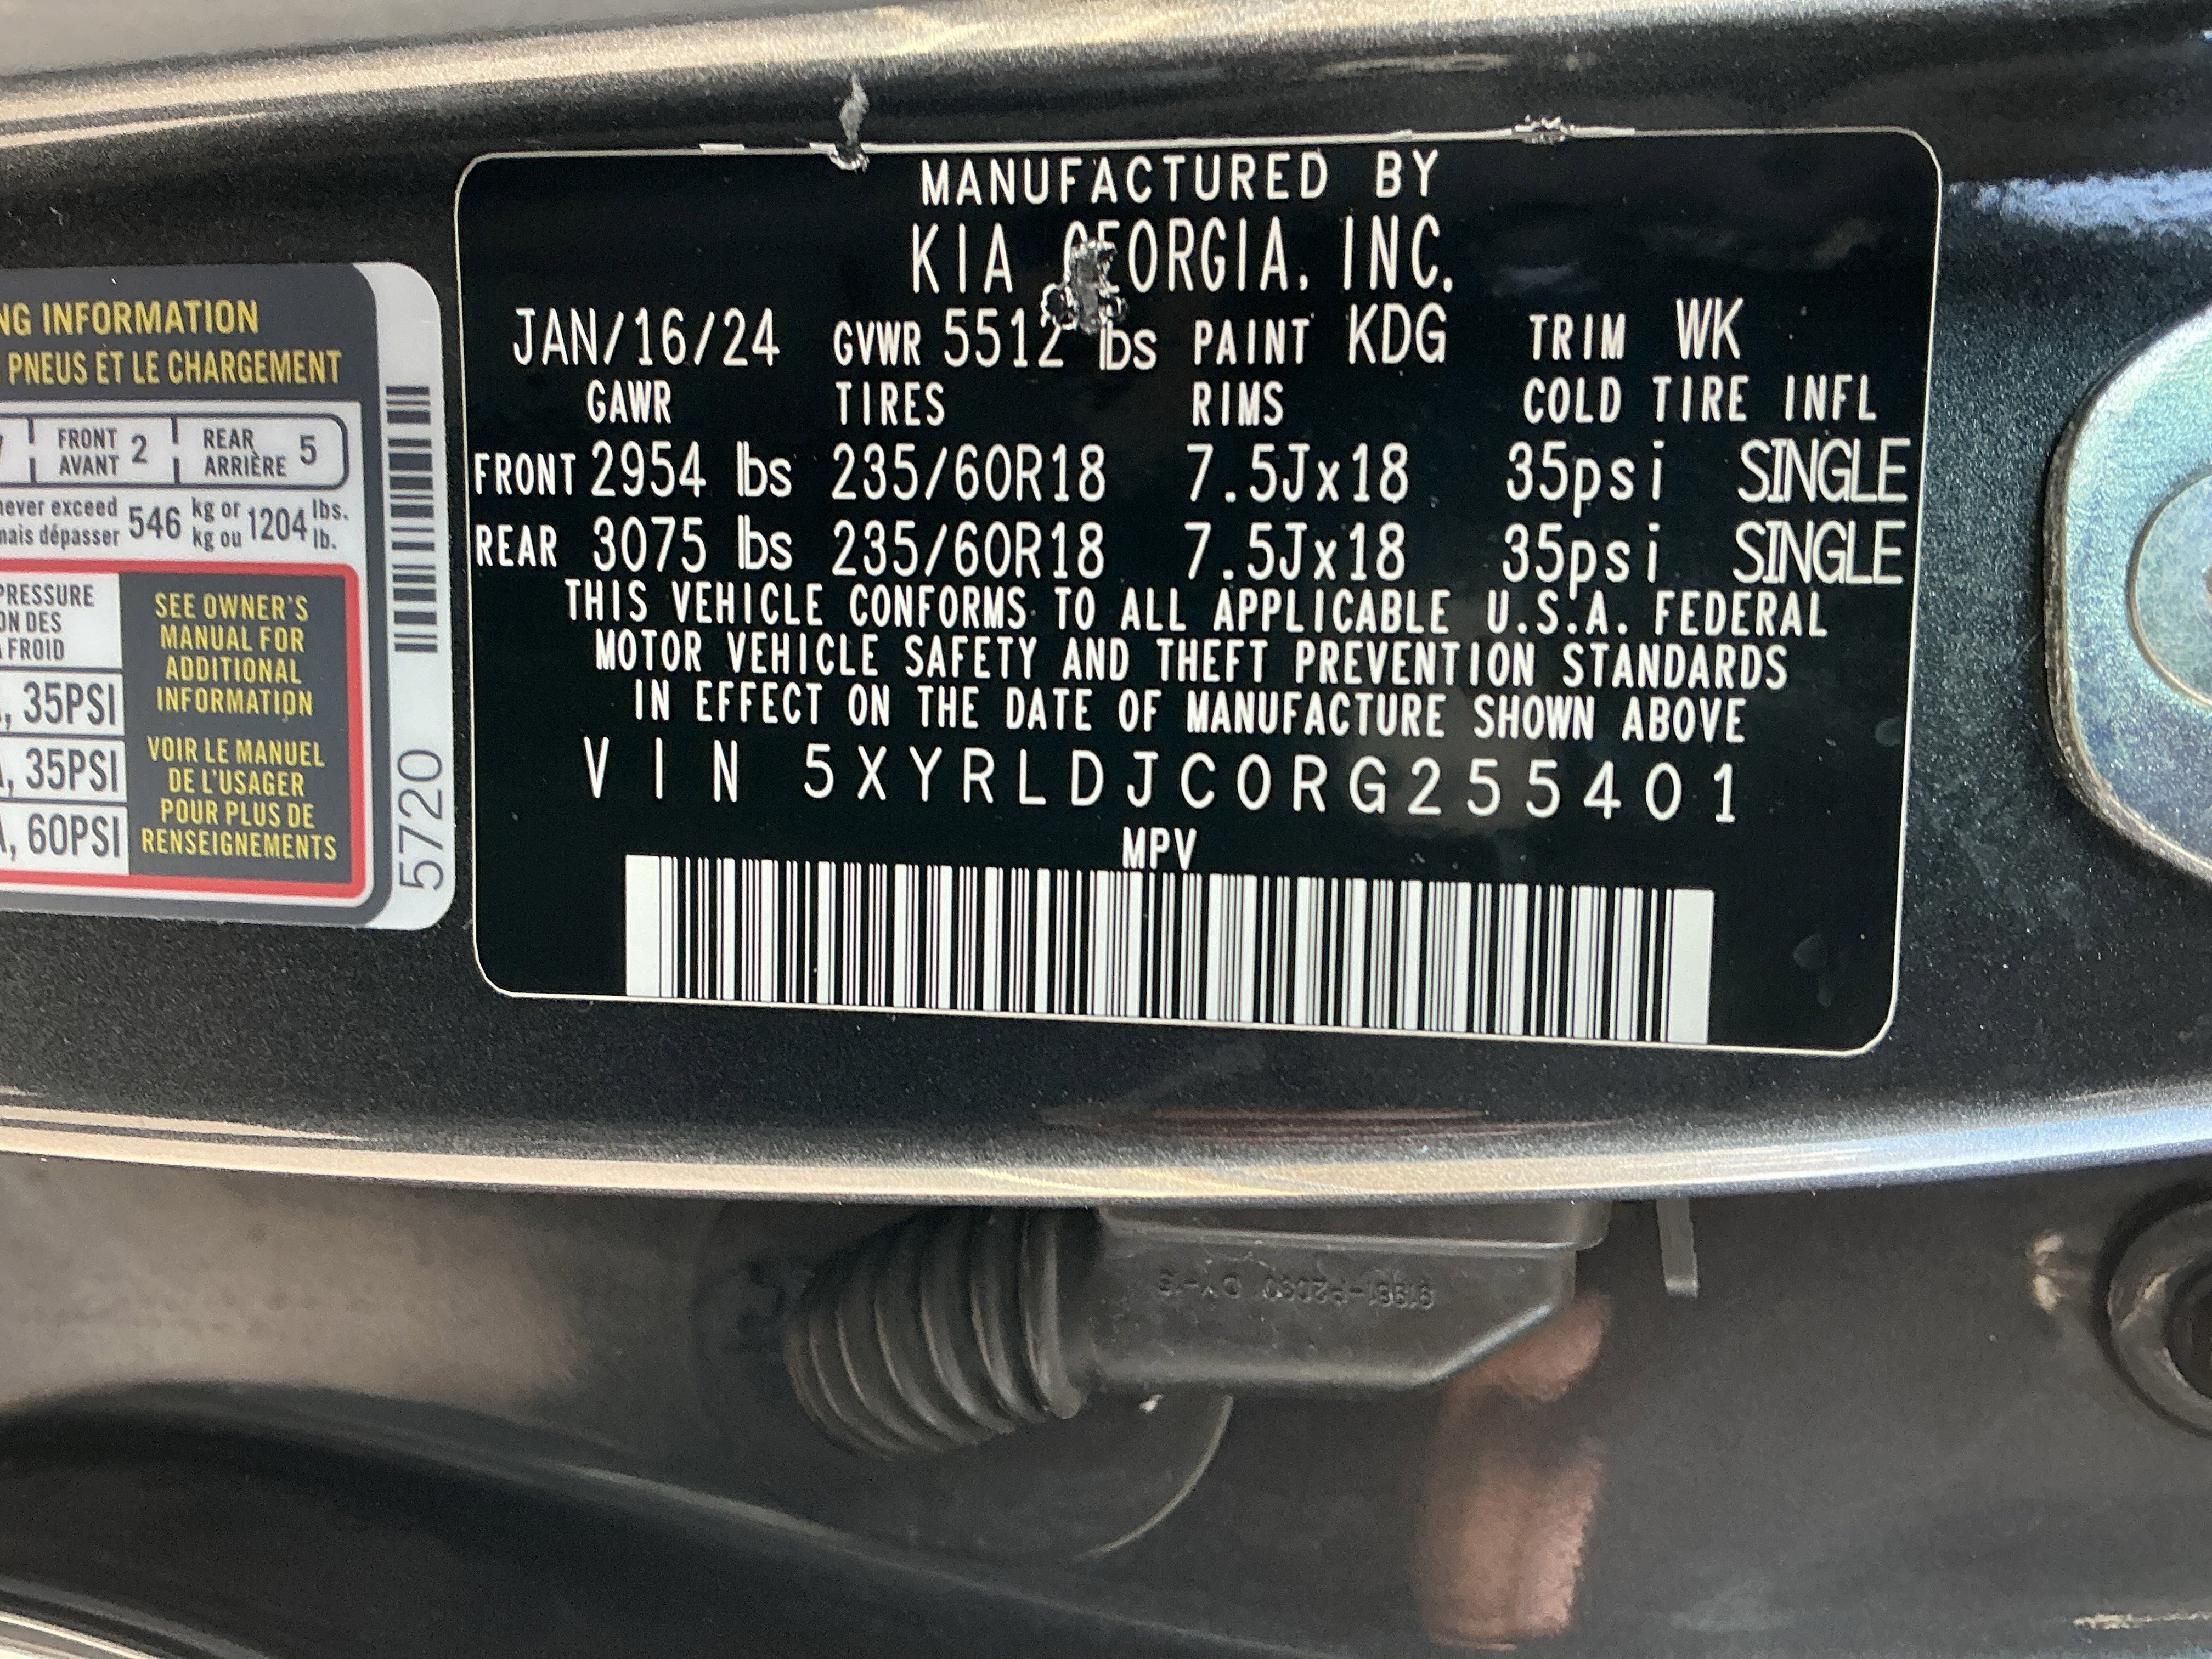 MANUFACTURED BY
KIA GEORGIA, INC.
JAN/16/24 GVWR 5512 lbs PAINT KDG TRIM WK
GAWR TIRES RIMS COLD TIRE INFL
FRONT 2954 lbs 235/60R18 7.5Jx18 35psi SINGLE
REAR 3075 lbs 235/60R18 7.5Jx18 35psi SINGLE
THIS VEHICLE CONFORMS TO ALL APPLICABLE U.S.A. FEDERAL
MOTOR VEHICLE SAFETY AND THEFT PREVENTION STANDARDS
IN EFFECT ON THE DATE OF MANUFACTURE SHOWN ABOVE
VIN 5XYRLDJC0RG255401
MPV
NG INFORMATION
PNEUS ET LE CHARGEMENT
FRONT AVANT 2 REAR ARRIÈRE 5
never exceed 546 kg or 1204 lbs.
mais dépasser kg ou lb.
PRESSURE
ON DES
FROID
, 35PSI
, 35PSI
, 60PSI
SEE OWNER'S
MANUAL FOR
ADDITIONAL
INFORMATION
VOIR LE MANUEL
DE L'USAGER
POUR PLUS DE
RENSEIGNEMENTS
5720